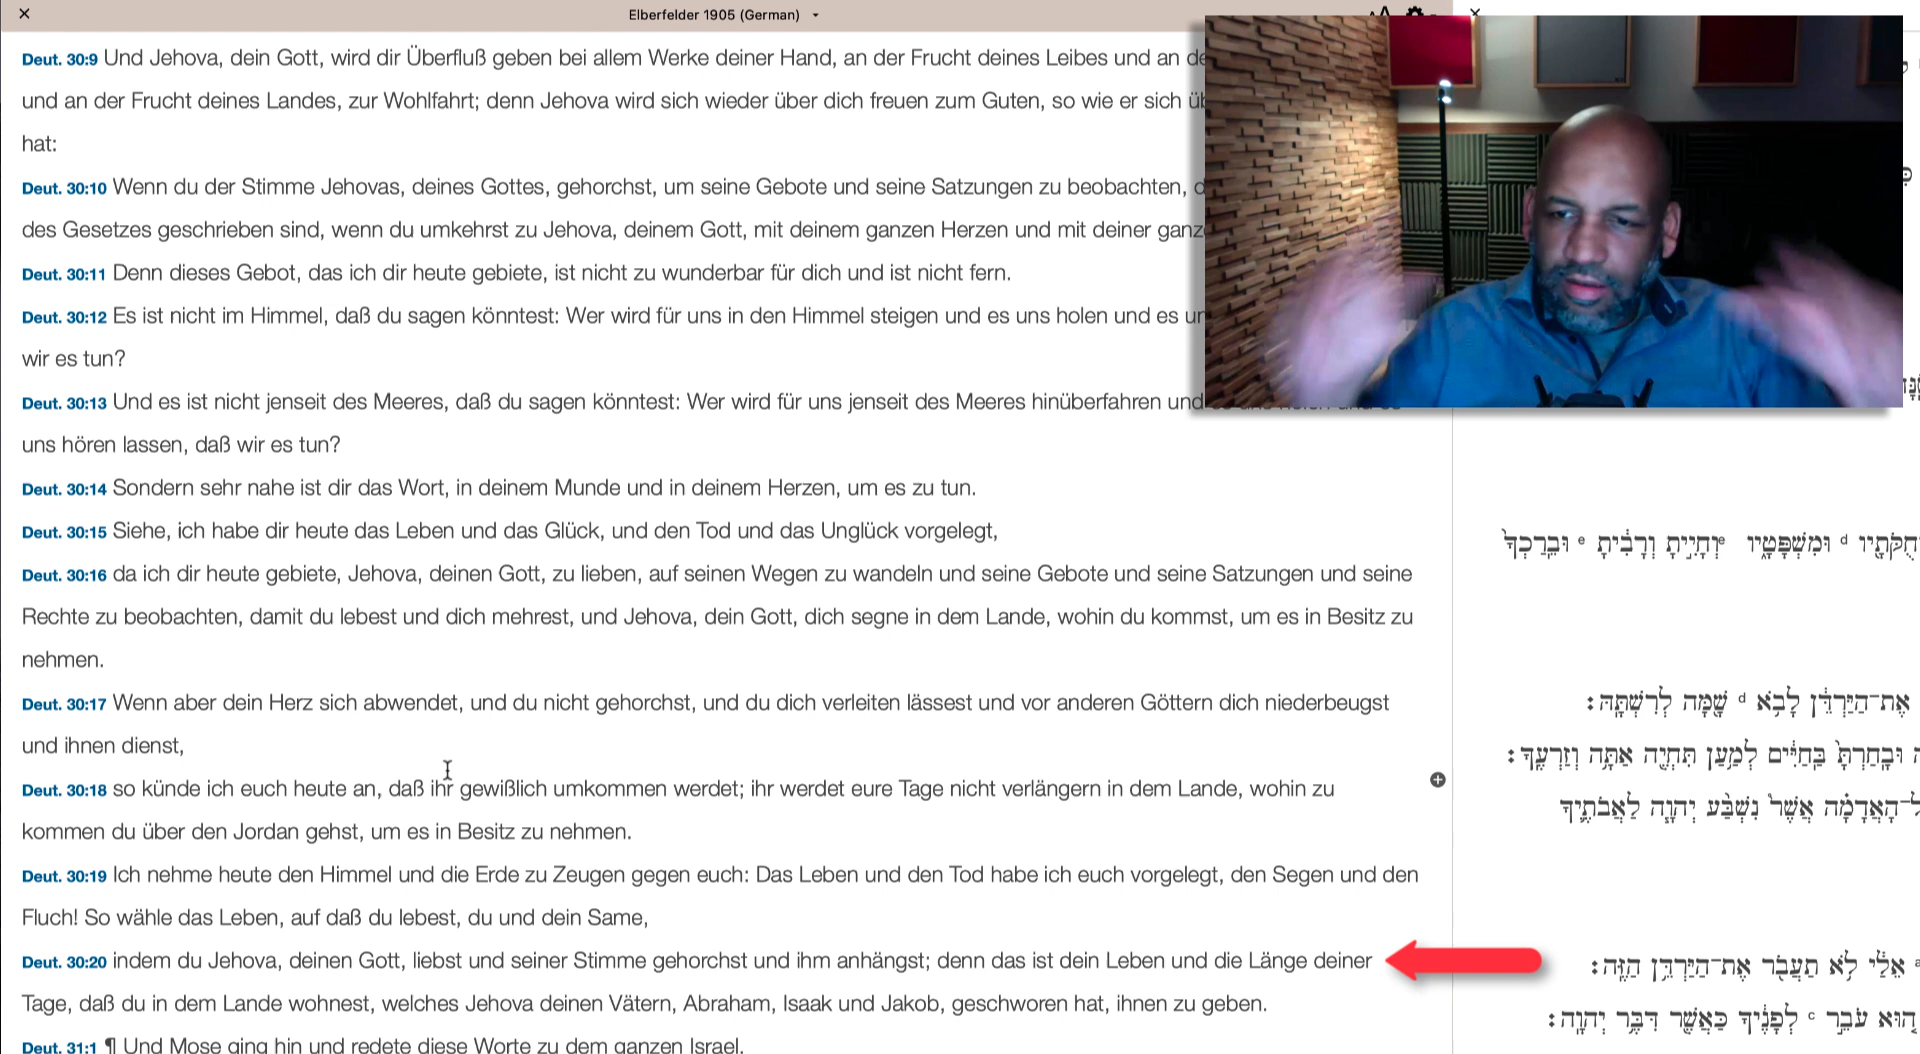 Elberfelder 1905 (German)
Deut. 30:9 Und Jehova, dein Gott, wird dir Überfluß geben bei allem Werke deiner Hand, an der Frucht deines Leibes und an
und an der Frucht deines Landes, zur Wohlfahrt; denn Jehova wird sich wieder über dich freuen zum Guten, so wie er sich
hat:
Deut. 30:10 Wenn du der Stimme Jehovas, deines Gottes, gehorchst, um seine Gebote und seine Satzungen zu beobachten,
des Gesetzes geschrieben sind, wenn du umkehrst zu Jehova, deinem Gott, mit deinem ganzen Herzen und mit deiner
Deut. 30:11 Denn dieses Gebot, das ich dir heute gebiete, ist nicht zu wunderbar für dich und ist nicht fern.
Deut. 30:12 Es ist nicht im Himmel, daß du sagen könntest: Wer wird für uns in den Himmel steigen und es uns holen und es
wir es tun?
Deut. 30:13 Und es ist nicht jenseit des Meeres, daß du sagen könntest: Wer wird für uns jenseit des Meeres hinüberfahren und
uns hören lassen, daß wir es tun?
Deut. 30:14 Sondern sehr nahe ist dir das Wort, in deinem Munde und in deinem Herzen, um es zu tun.
Deut. 30:15 Siehe, ich habe dir heute das Leben und das Glück, und den Tod und das Unglück vorgelegt,
Deut. 30:16 da ich dir heute gebiete, Jehova, deinen Gott, zu lieben, auf seinen Wegen zu wandeln und seine Gebote und seine Satzungen und seine
Rechte zu beobachten, damit du lebest und dich mehrest, und Jehova, dein Gott, dich segne in dem Lande, wohin du kommst, um es in Besitz zu
nehmen.
Deut. 30:17 Wenn aber dein Herz sich abwendet, und du nicht gehorchst, und du dich verleiten lässest und vor anderen Göttern dich niederbeugst
und ihnen dienst,
Deut. 30:18 so künde ich euch heute an, daß ihr gewißlich umkommen werdet; ihr werdet eure Tage nicht verlängern in dem Lande, wohin zu
kommen du über den Jordan gehst, um es in Besitz zu nehmen.
Deut. 30:19 Ich nehme heute den Himmel und die Erde zu Zeugen gegen euch: Das Leben und den Tod habe ich euch vorgelegt, den Segen und den
Fluch! So wähle das Leben, auf daß du lebest, du und dein Same,
Deut. 30:20 indem du Jehova, deinen Gott, liebst und seiner Stimme gehorchst und ihm anhängst; denn das ist dein Leben und die Länge deiner
Tage, daß du in dem Lande wohnest, welches Jehova deinen Vätern, Abraham, Isaak und Jakob, geschworen hat, ihnen zu geben.
Deut. 31:1 ¶ Und Mose ging hin und redete diese Worte zu dem ganzen Israel.
וּמִשְׁפָּטָ֑יו ᵈ וְחָיִ֣יתָ וְרָבִ֔יתָ ᵉ וּבֵֽרַכְךָ֙
אֶת־הַיַּרְדֵּ֔ן לָבֹ֥א ᵈ שָׁ֖מָּה לְרִשְׁתָּֽהּ׃
וּבָֽחַרְתָּ֙ בַּֽחַיִּ֔ים לְמַ֥עַן תִּחְיֶ֖ה אַתָּ֥ה וְזַרְעֶֽךָ׃
הָאֲדָמָ֗ה אֲשֶׁר֩ נִשְׁבַּ֨ע יְהוָ֧ה לַאֲבֹתֶ֛יךָ
אֵלַ֔י לֹ֥א תַעֲבֹ֖ר אֶת־הַיַּרְדֵּ֥ן הַזֶּֽה׃
ה֚וּא עֹבֵ֣ר ᶜ לְפָנֶ֔יךָ כַּאֲשֶׁ֖ר דִּבֶּ֥ר יְהוָֽה׃